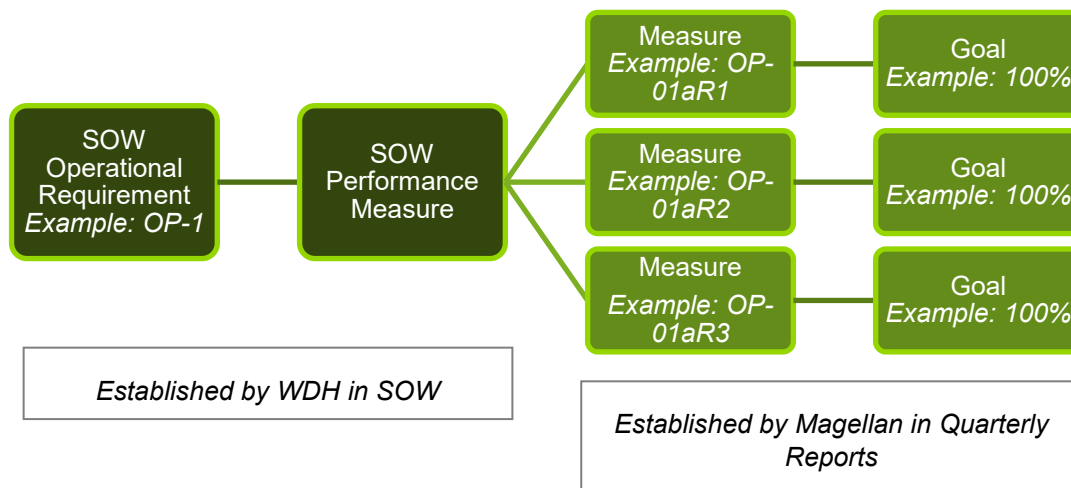 SOW
Operational
Requirement
Example: OP-1
SOW
Performance
Measure
Measure
Example: OP-
01aR1
Goal
Example: 100%
Measure
Example: OP-
01aR2
Goal
Example: 100%
Measure
Example: OP-
01aR3
Goal
Example: 100%
Established by WDH in SOW
Established by Magellan in Quarterly
Reports